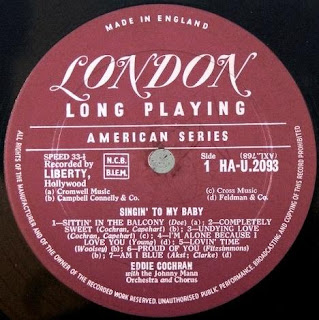 MADE IN ENGLAND
LONDON
LONG PLAYING
AMERICAN SERIES
SPEED 33⅓
Recorded by
LIBERTY,
Hollywood
N.C.B.
B.I.E.M.
(AXL.766)
Side
1 HA-U.2093
(a) Cromwell Music
(b) Campbell Connelly & Co.
(c) Cross Music
(d) Feldman & Co.
SINGIN' TO MY BABY
1—SITTIN' IN THE BALCONY (Dee) (a) : 2—COMPLETELY
SWEET (Cochran, Capehart) (b) : 3—UNDYING LOVE
(Cochran, Capehart) (c) : 4—I'M ALONE BECAUSE I
LOVE YOU (Young) (d) : 5—LOVIN' TIME
(Woolsey) (b) : 6—PROUD OF YOU (Fitzsimmons)
(b) : 7—AM I BLUE (Akst; Clarke) (d)
EDDIE COCHRAN
with the Johnny Mann
Orchestra and Chorus
ALL RIGHTS OF THE MANUFACTURER AND OF THE OWNER OF THE RECORDED WORK RESERVED. UNAUTHORISED PUBLIC PERFORMANCE, BROADCASTING AND COPYING OF THIS RECORD PROHIBITED